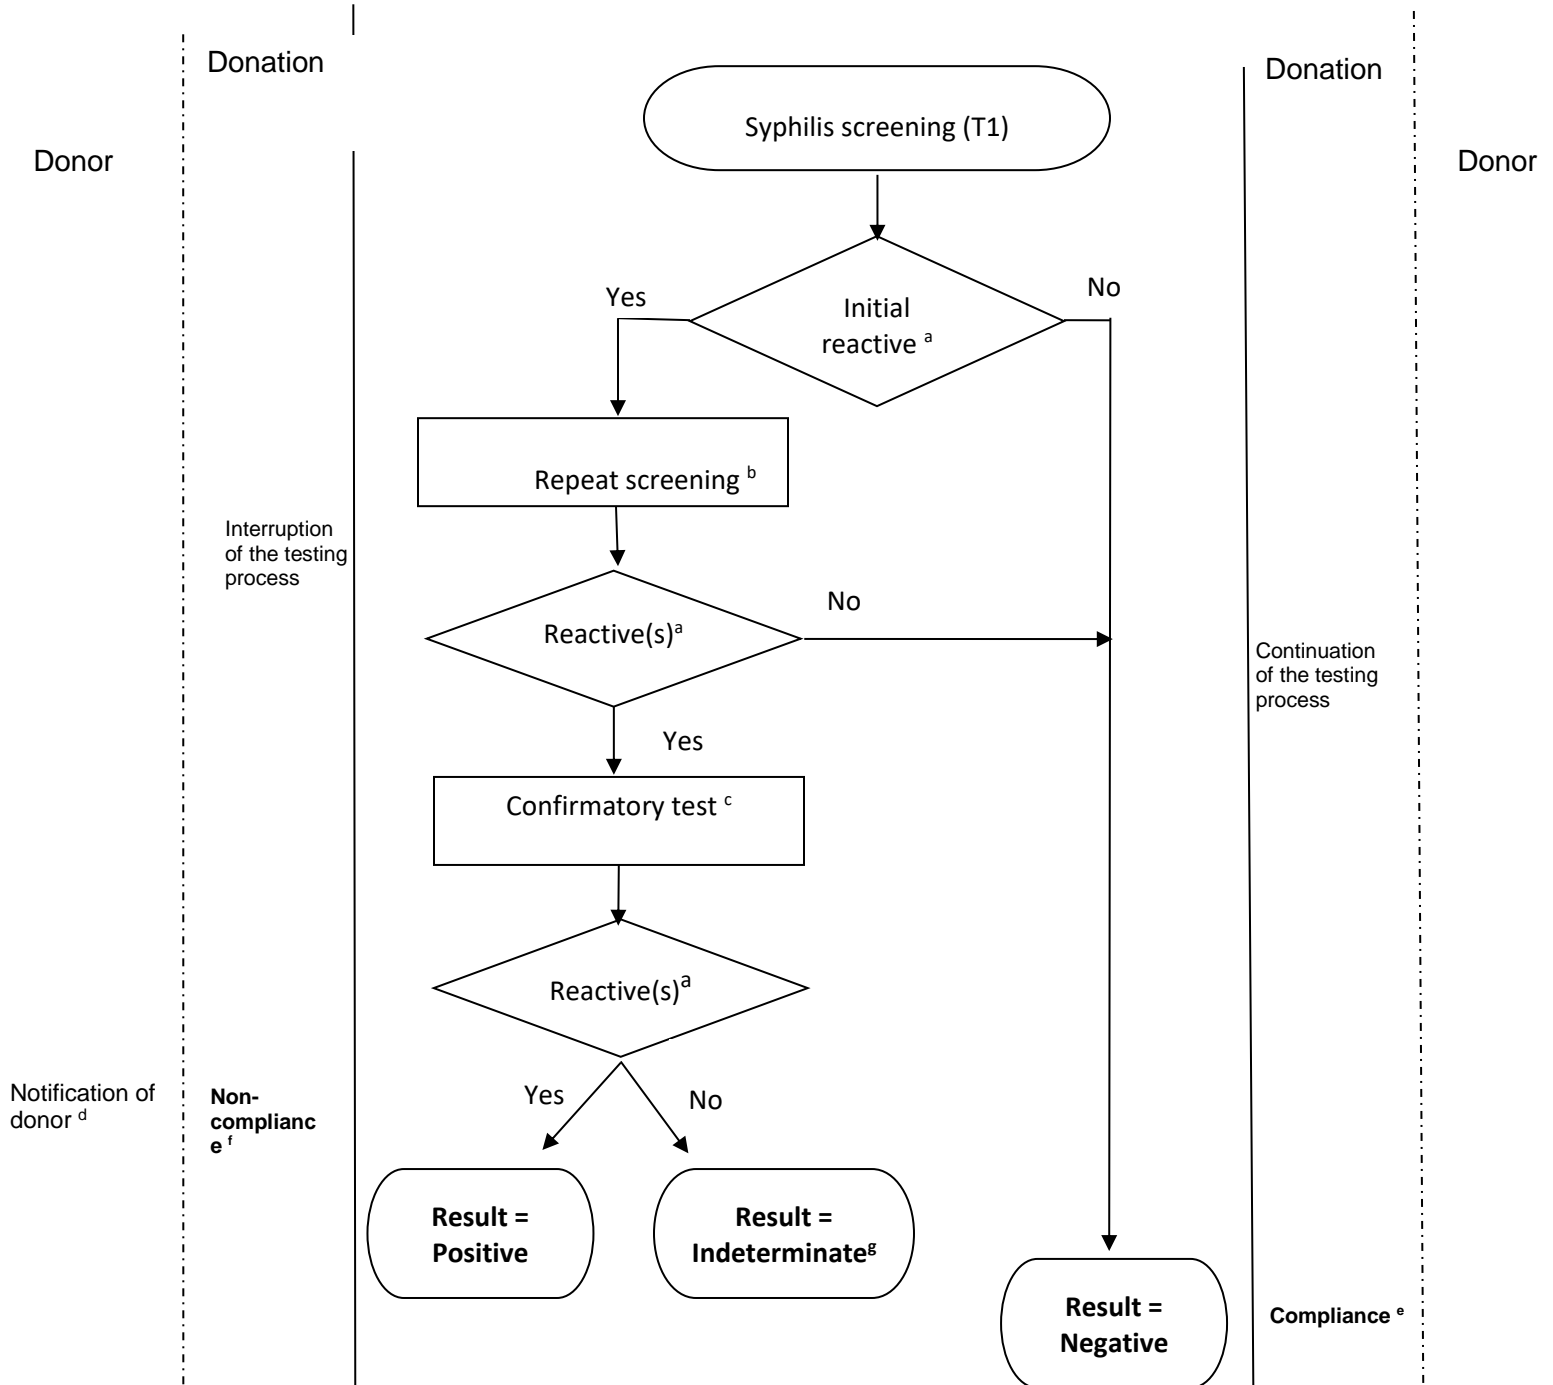 Donation
Donation
Syphilis screening (T1)
Donor
Donor
Yes
No
Initial
reactive ᵃ
Repeat screening ᵇ
Interruption
of the testing
process
No
Reactive(s)ᵃ
Continuation
of the testing
process
Yes
Confirmatory test ᶜ
Reactive(s)ᵃ
Notification of
donor ᵈ
Non-
complianc
e ᶠ
Yes
No
Result =
Positive
Result =
Indeterminateᵍ
Result =
Negative
Compliance ᵉ